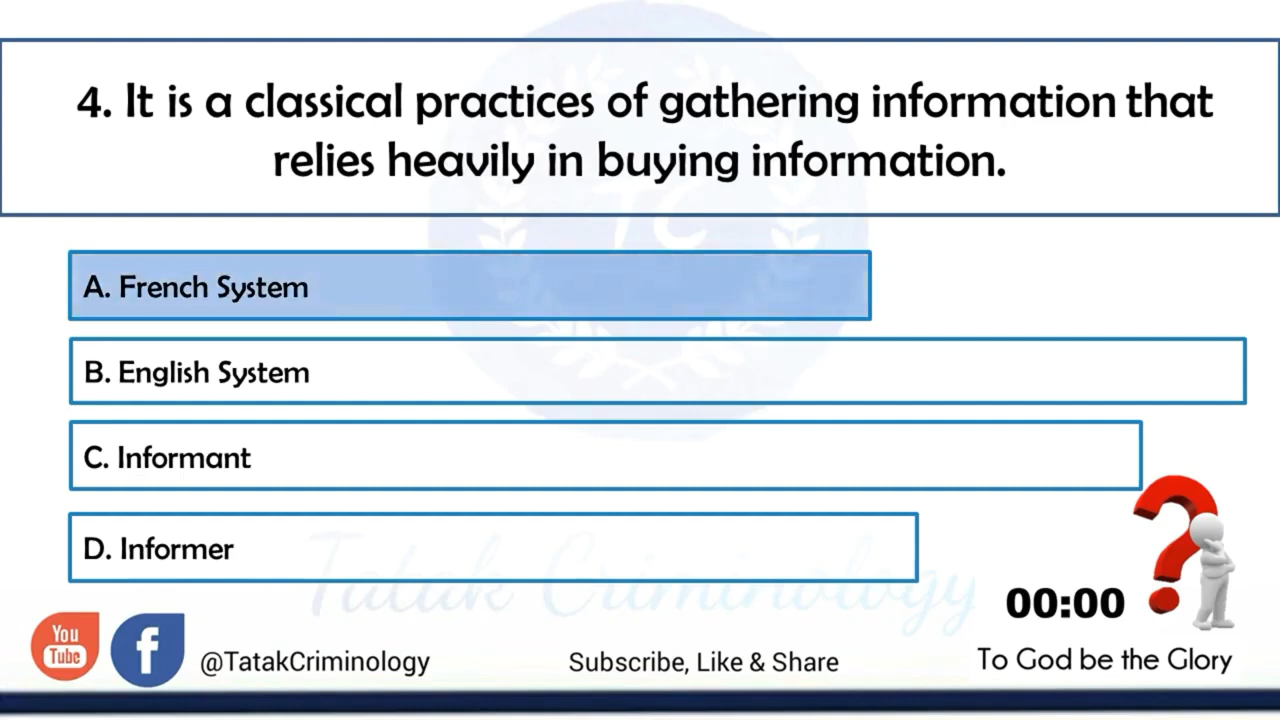 4. It is a classical practices of gathering information that
relies heavily in buying information.
TC
A. French System
B. English System
C. Informant
D. Informer
Tatak Criminology
00:00
You
Tube
f
@TatakCriminology
Subscribe, Like & Share
To God be the Glory